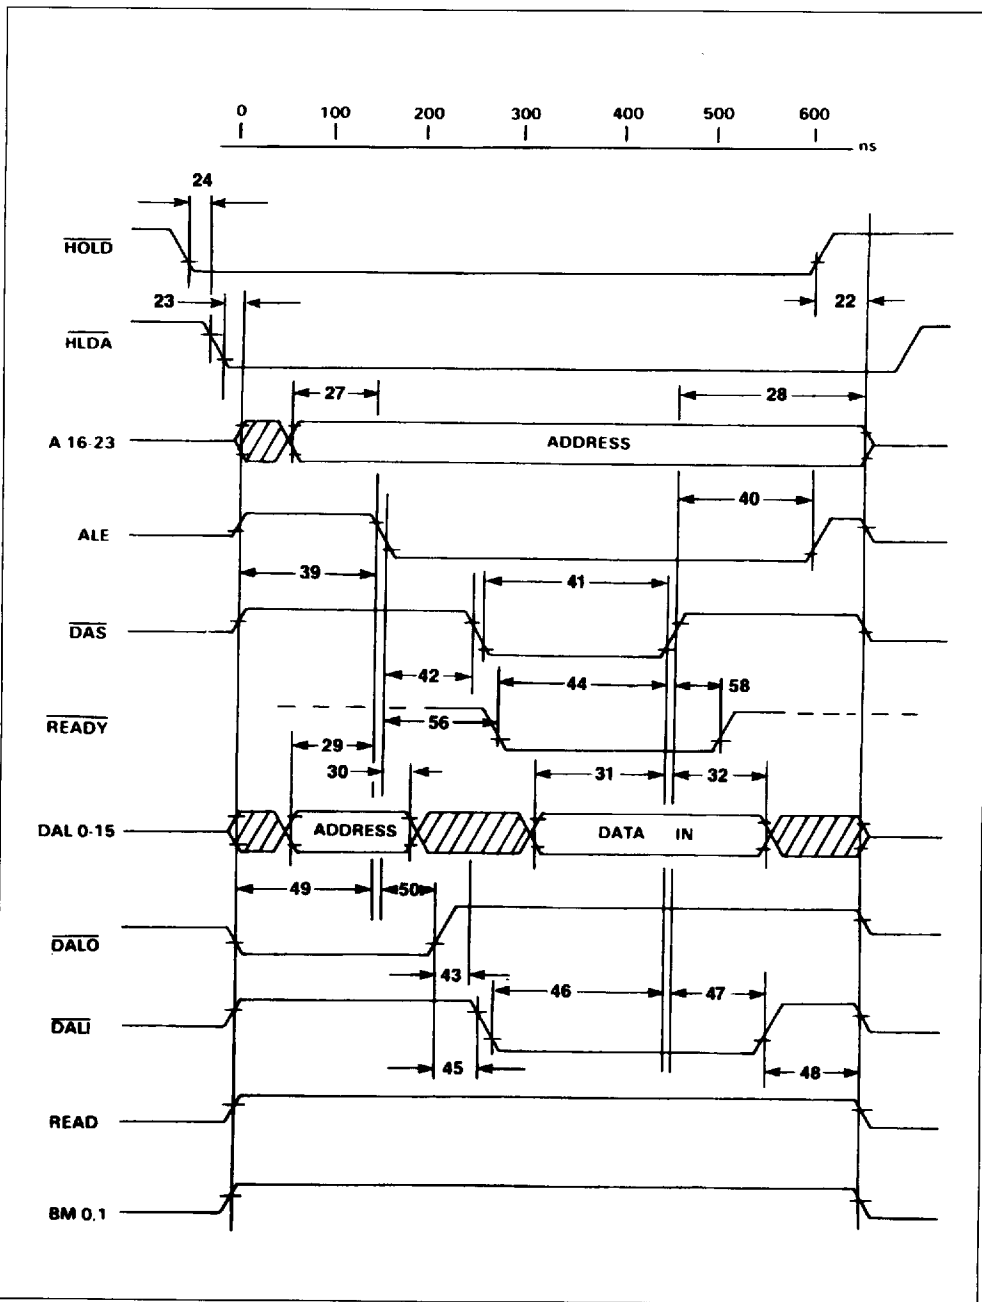 0 100 200 300 400 500 600
ns
24
HOLD
23
22
HLDA
27
28
A 16-23
ADDRESS
40
ALE
39
41
DAS
42
44
58
READY
56
29
30
31
32
DAL 0-15
ADDRESS
DATA IN
49
50
DALO
43
46
47
DALI
45
48
READ
BM 0,1